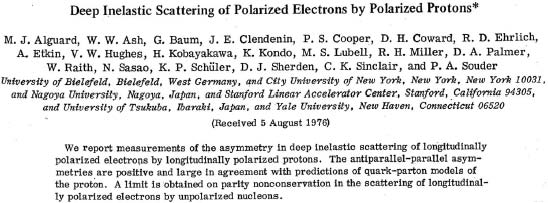 Deep Inelastic Scattering of Polarized Electrons by Polarized Protons*
M. J. Alguard, W. W. Ash, G. Baum, J. E. Clendenin, P. S. Cooper, D. H. Coward, R. D. Ehrlich,
A. Etkin, V. W. Hughes, H. Kobayakawa, K. Kondo, M. S. Lubell, R. H. Miller, D. A. Palmer,
W. Raith, N. Sasao, K. P. Schüler, D. J. Sherden, C. K. Sinclair, and P. A. Souder
University of Bielefeld, Bielefeld, West Germany, and City University of New York, New York, New York 10031,
and Nagoya University, Nagoya, Japan, and Stanford Linear Accelerator Center, Stanford, California 94305,
and University of Tsukuba, Ibaraki, Japan, and Yale University, New Haven, Connecticut 06520
(Received 5 August 1976)
We report measurements of the asymmetry in deep inelastic scattering of longitudinally
polarized electrons by longitudinally polarized protons. The antiparallel-parallel asym-
metries are positive and large in agreement with predictions of quark-parton models of
the proton. A limit is obtained on parity nonconservation in the scattering of longitudinal-
ly polarized electrons by unpolarized nucleons.